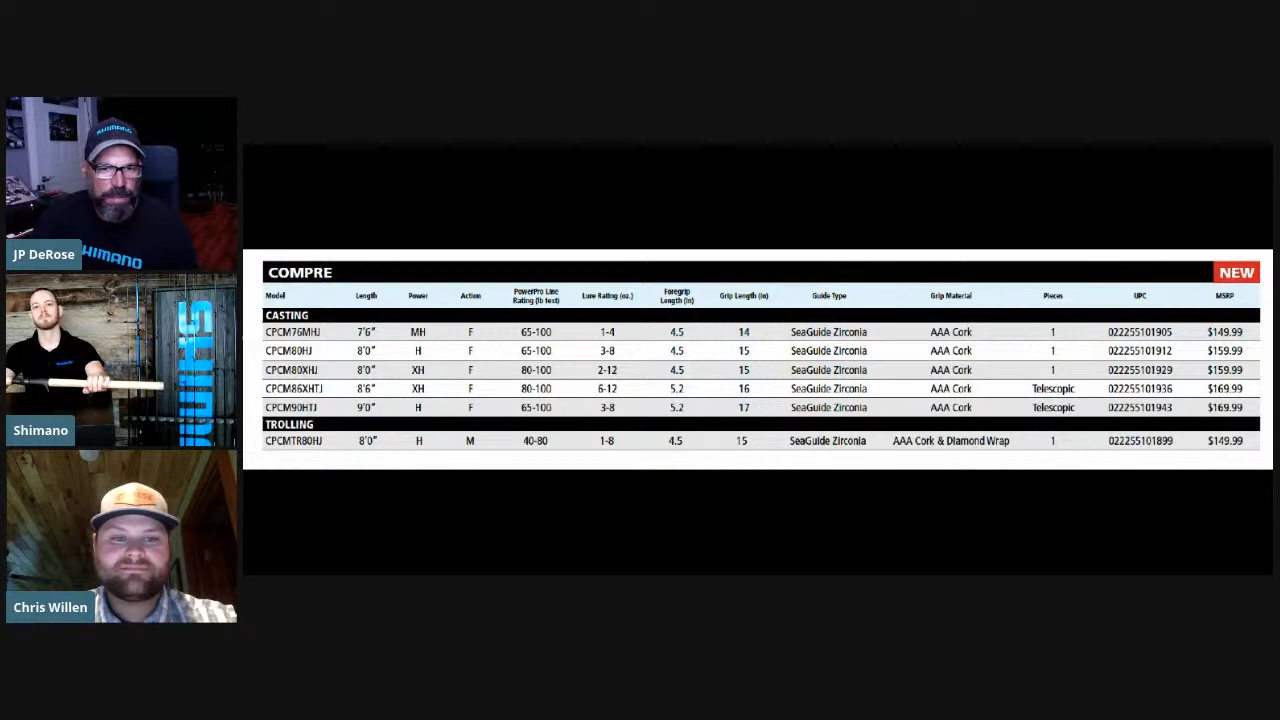 SHIMANO
SHIMANO
JP DeRose
SHIMANO
Shimano
Chris Willen
COMPRE NEW
Model Length Power Action PowerPro Line Rating (lb test) Lure Rating (oz.) Foregrip Length (in) Grip Length (in) Guide Type Grip Material Pieces UPC MSRP
CASTING
CPCM76MHJ 7'6" MH F 65-100 1-4 4.5 14 SeaGuide Zirconia AAA Cork 1 022255101905 $149.99
CPCM80HJ 8'0" H F 65-100 3-8 4.5 15 SeaGuide Zirconia AAA Cork 1 022255101912 $159.99
CPCM80XHJ 8'0" XH F 80-100 2-12 4.5 15 SeaGuide Zirconia AAA Cork 1 022255101929 $159.99
CPCM86XHTJ 8'6" XH F 80-100 6-12 5.2 16 SeaGuide Zirconia AAA Cork Telescopic 022255101936 $169.99
CPCM90HTJ 9'0" H F 65-100 3-8 5.2 17 SeaGuide Zirconia AAA Cork Telescopic 022255101943 $169.99
TROLLING
CPCMTR80HJ 8'0" H M 40-80 1-8 4.5 15 SeaGuide Zirconia AAA Cork & Diamond Wrap 1 022255101899 $149.99